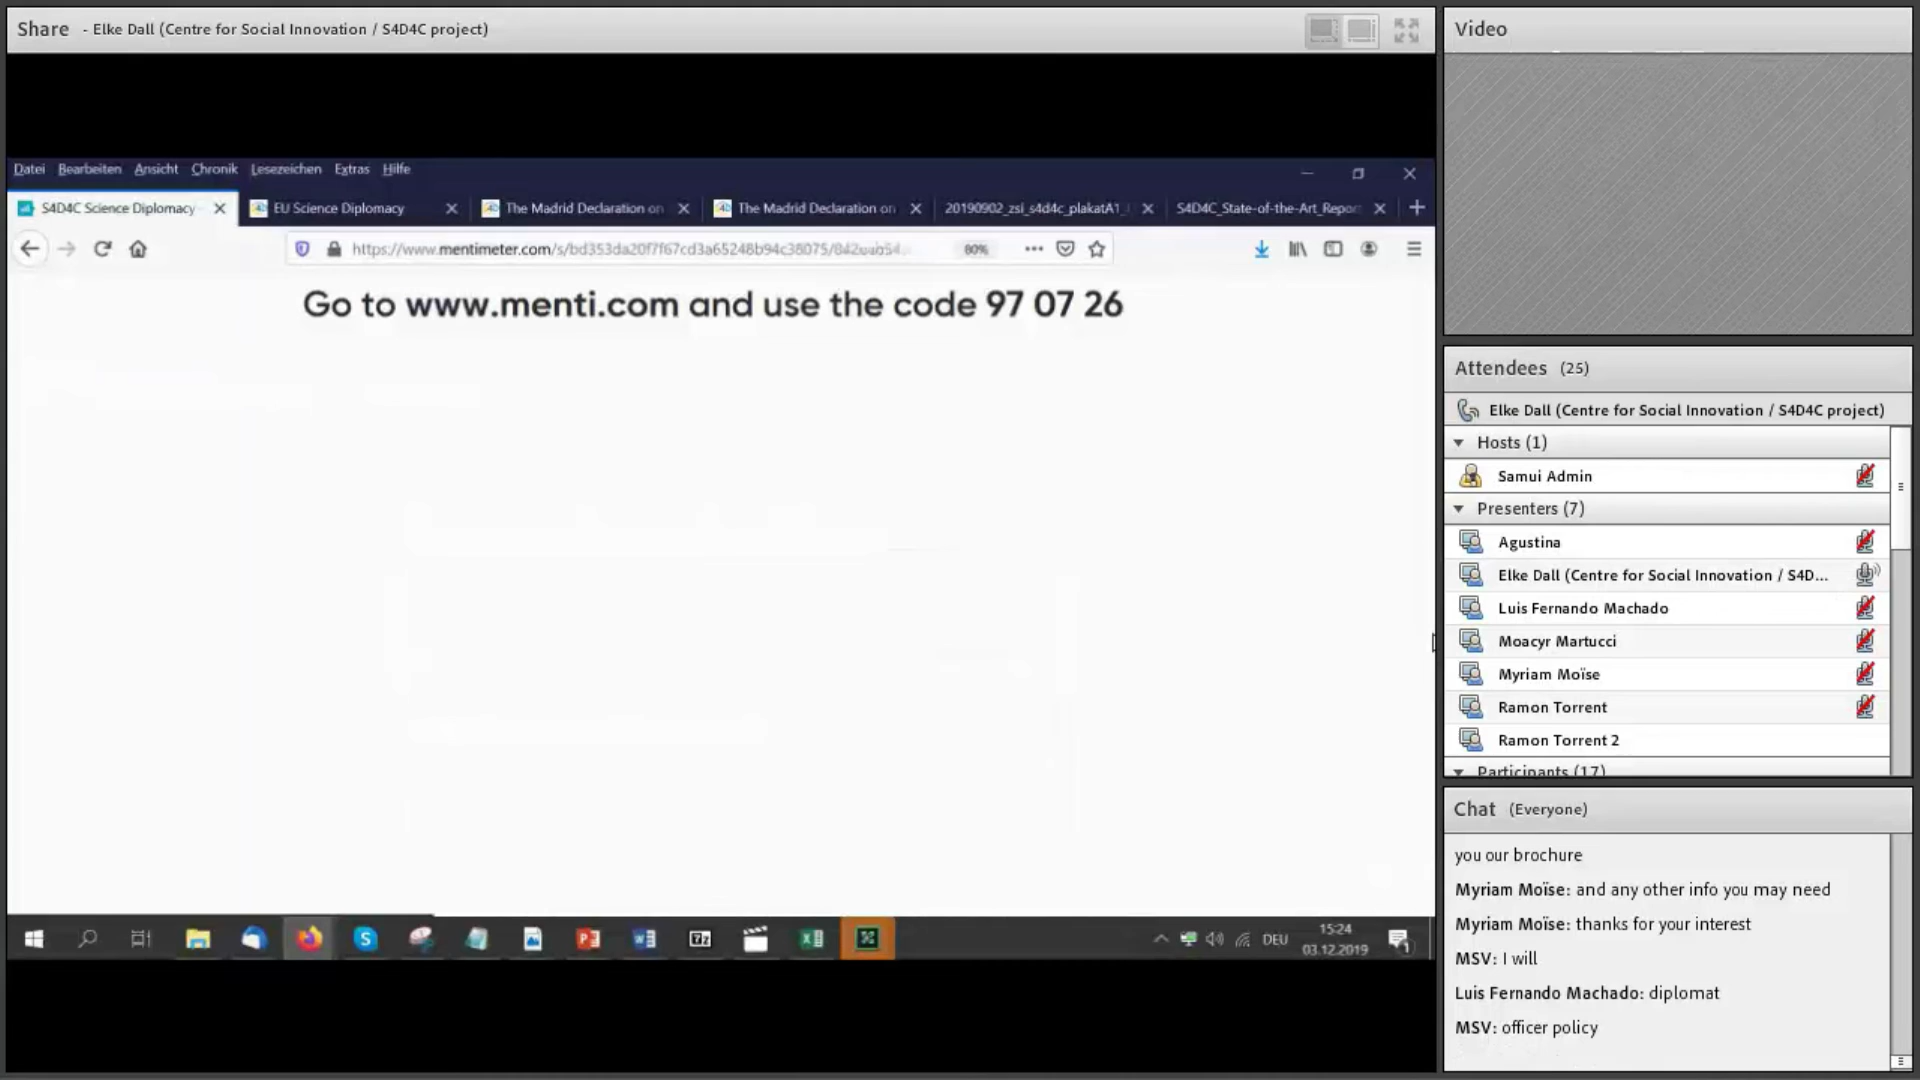 Share - Elke Dall (Centre for Social Innovation / S4D4C project)
Datei Bearbeiten Ansicht Chronik Lesezeichen Extras Hilfe
S4D4C Science Diplomacy
EU Science Diplomacy
The Madrid Declaration on
The Madrid Declaration on
20190902_zsi_s4d4c_plakatA1_
S4D4C_State-of-the-Art_Report
https://www.mentimeter.com/s/bd353da20f7f67cd3a65248b94c38075/
80%
Go to www.menti.com and use the code 97 07 26
DEU
15:24
03.12.2019
Video
Attendees (25)
Elke Dall (Centre for Social Innovation / S4D4C project)
Hosts (1)
Samui Admin
Presenters (7)
Agustina
Elke Dall (Centre for Social Innovation / S4D...
Luis Fernando Machado
Moacyr Martucci
Myriam Moïse
Ramon Torrent
Ramon Torrent 2
Participants (17)
Chat (Everyone)
you our brochure
Myriam Moïse: and any other info you may need
Myriam Moïse: thanks for your interest
MSV: I will
Luis Fernando Machado: diplomat
MSV: officer policy